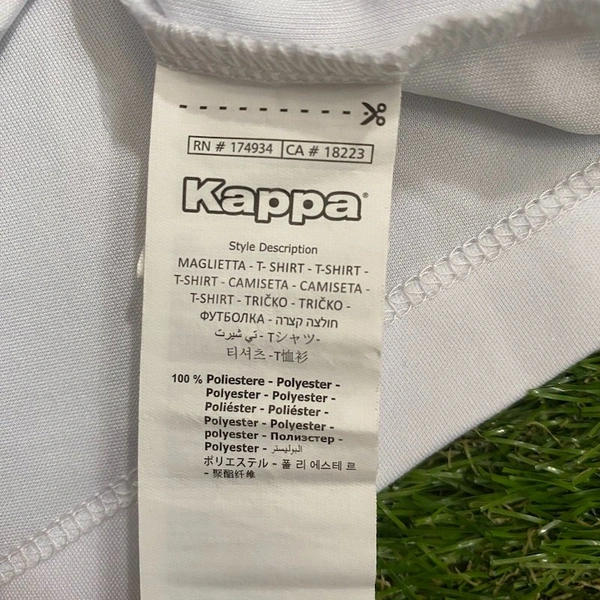 RN # 174934 CA # 18223
Kappa®
Style Description
MAGLIETTA - T- SHIRT - T-SHIRT -
T-SHIRT - CAMISETA - CAMISETA -
T-SHIRT - TRIČKO - TRIČKO -
ФУТБОЛКА - חולצה קצרה
تي شيرت - Tシャツ-
티셔츠 -T恤衫
100 % Poliestere - Polyester -
Polyester - Polyester -
Poliéster - Poliéster -
Polyester - Polyester -
polyester - Полиэстер -
Polyester - البوليستر
ポリエステル - 폴 리 에스테 르
- 聚酯纤维